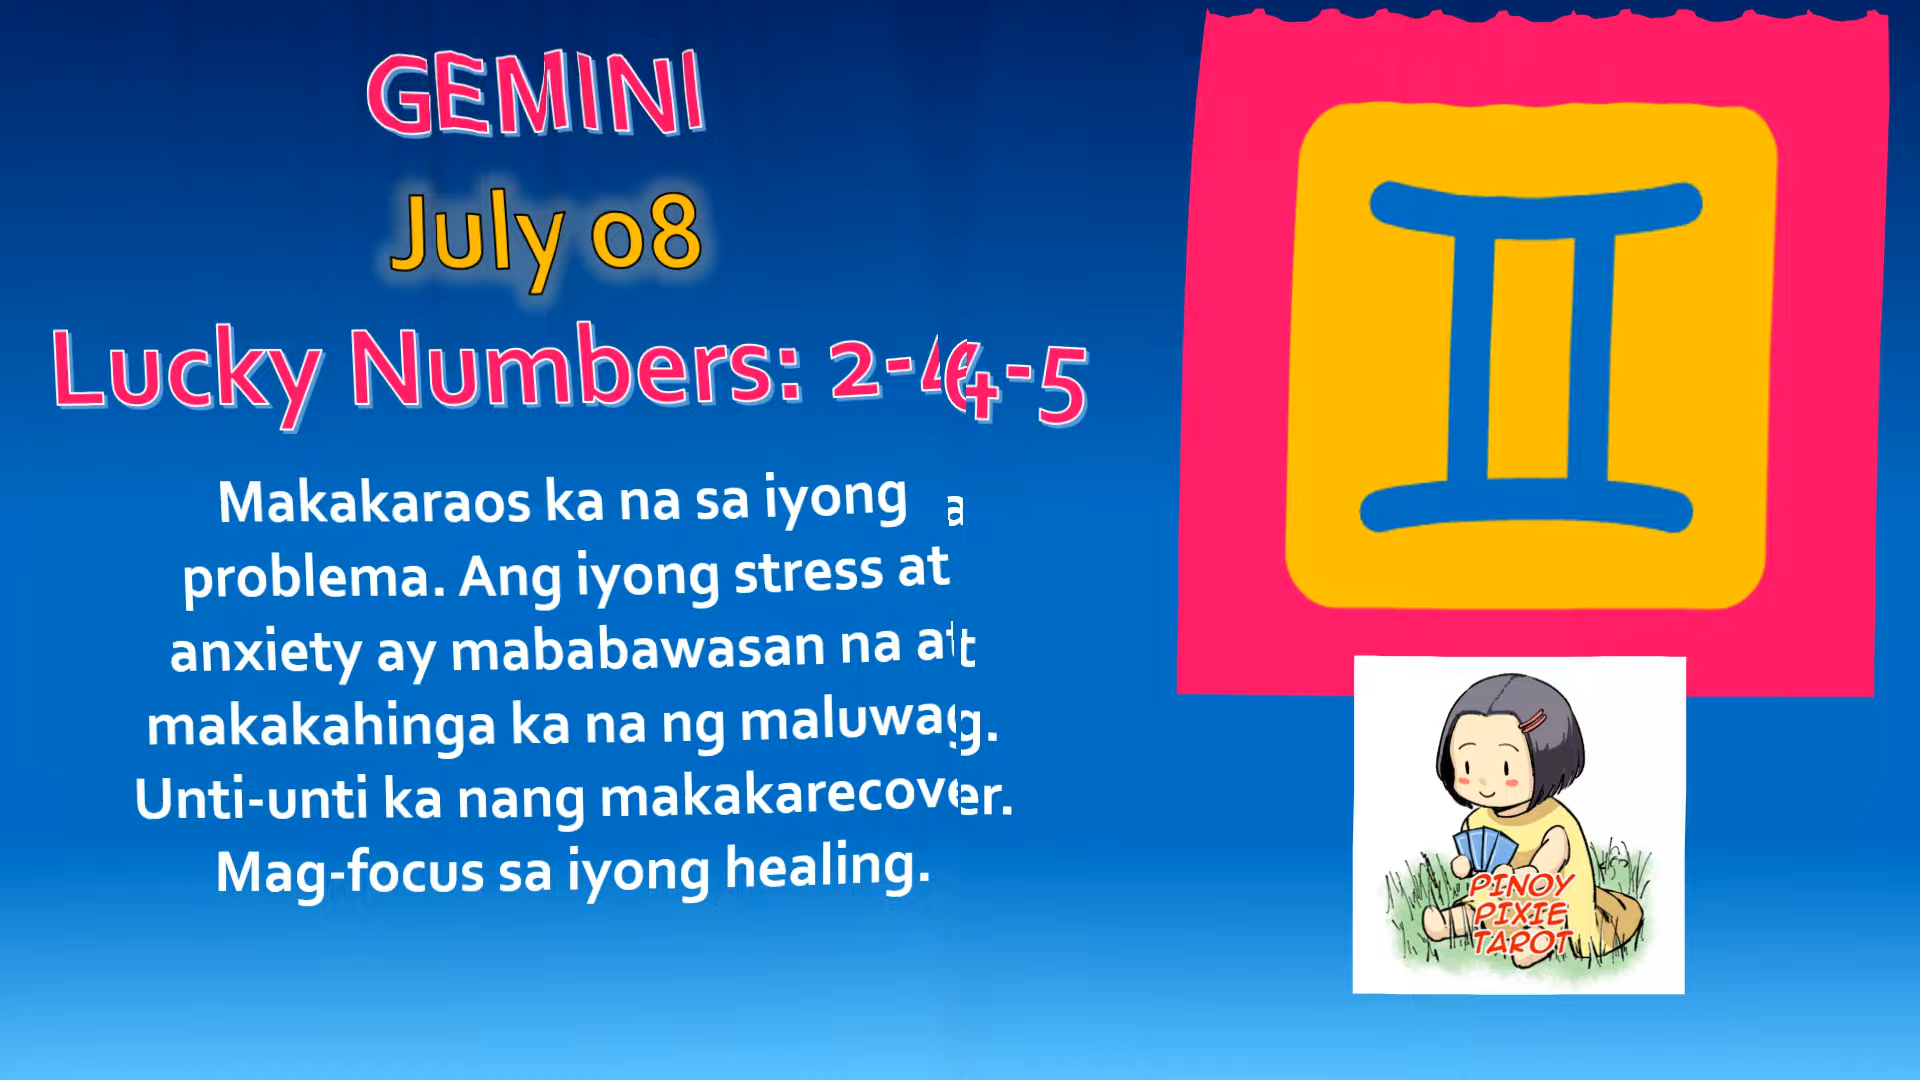 GEMINI
July 08
Lucky Numbers: 2-4-5
Makakaraos ka na sa iyong
problema. Ang iyong stress at
anxiety ay mababawasan na at
makakahinga ka na ng maluwag.
Unti-unti ka nang makakarecover.
Mag-focus sa iyong healing.
PINOY
PIXIE
TAROT